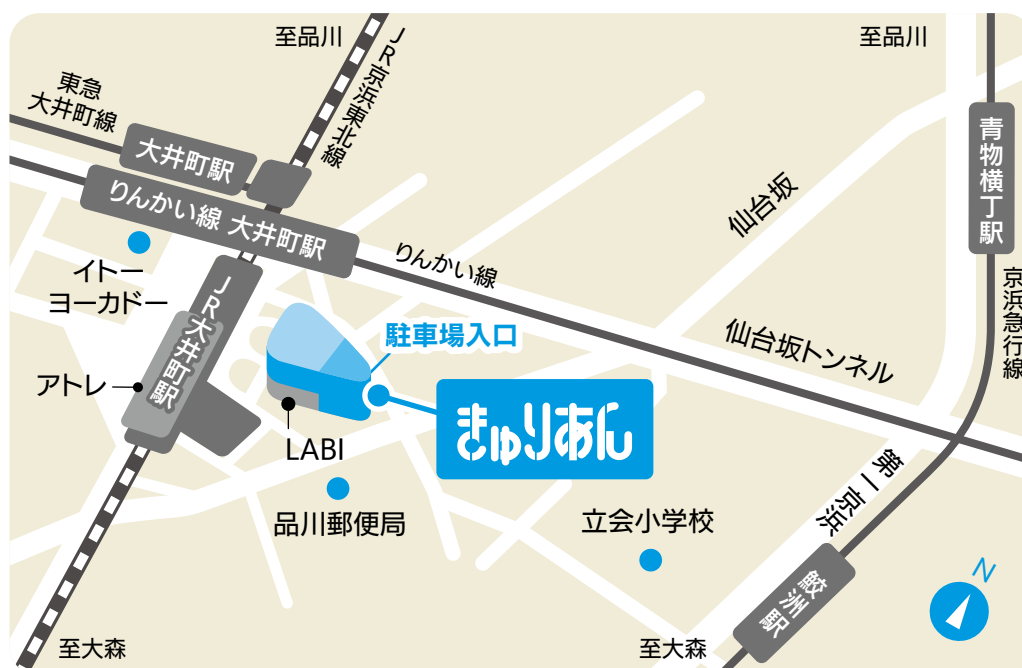 至品川
至品川
JR京浜東北線
東急
大井町線
大井町駅
青物横丁駅
りんかい線 大井町駅
仙台坂
りんかい線
イトー
ヨーカドー
京浜急行線
JR大井町駅
駐車場入口
仙台坂トンネル
アトレ
きゅりあん
LABI
第一京浜
品川郵便局
立会小学校
鮫洲駅
N
至大森
至大森